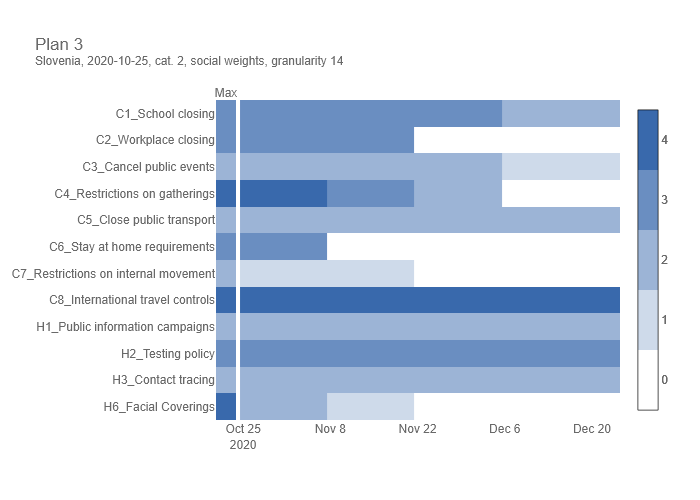 Plan 3
Slovenia, 2020-10-25, cat. 2, social weights, granularity 14
Max
C1_School closing
C2_Workplace closing
C3_Cancel public events
C4_Restrictions on gatherings
C5_Close public transport
C6_Stay at home requirements
C7_Restrictions on internal movement
C8_International travel controls
H1_Public information campaigns
H2_Testing policy
H3_Contact tracing
H6_Facial Coverings
Oct 25 Nov 8 Nov 22 Dec 6 Dec 20
2020
4
3
2
1
0